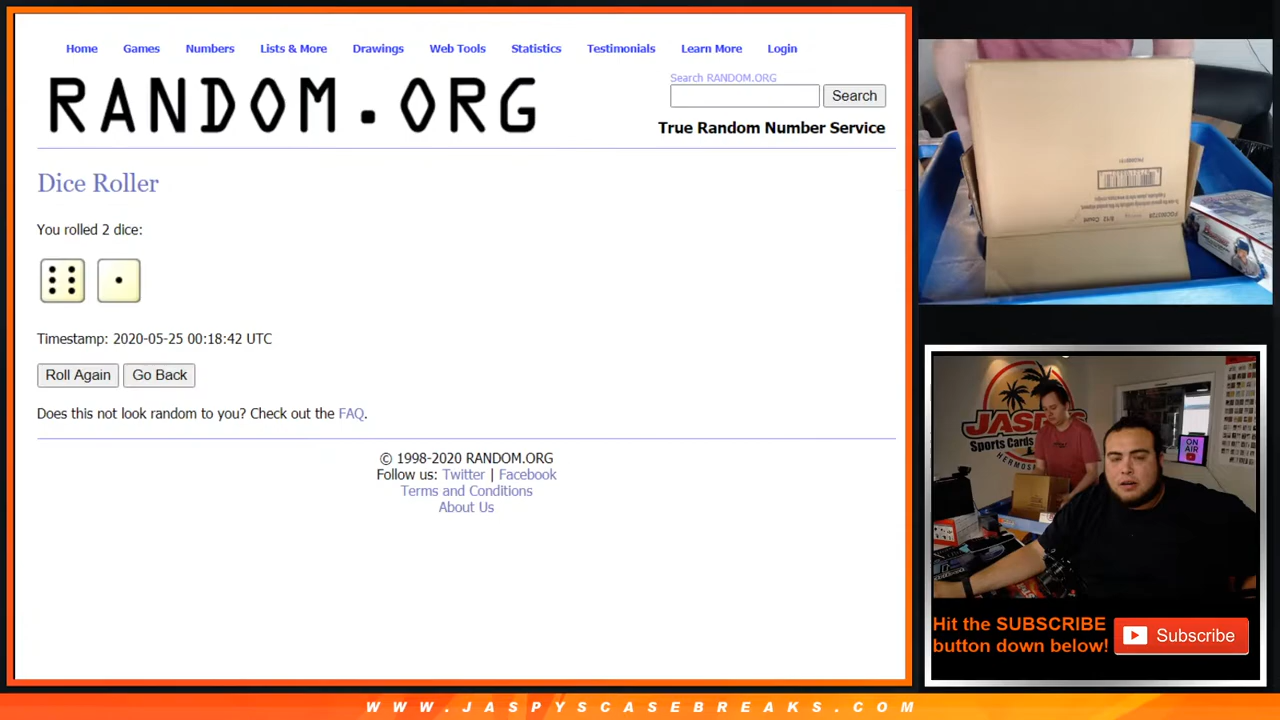 Home Games Numbers Lists & More Drawings Web Tools Statistics Testimonials Learn More Login
RANDOM.ORG
Search RANDOM.ORG
Search
True Random Number Service
Dice Roller
You rolled 2 dice:
Timestamp: 2020-05-25 00:18:42 UTC
Roll Again Go Back
Does this not look random to you? Check out the FAQ.
© 1998-2020 RANDOM.ORG
Follow us: Twitter | Facebook
Terms and Conditions
About Us
JASPY'S
Sports Cards
HERMOS
ON
AIR
Hit the SUBSCRIBE
button down below!
Subscribe
WWW.JASPYSCASEBREAKS.COM